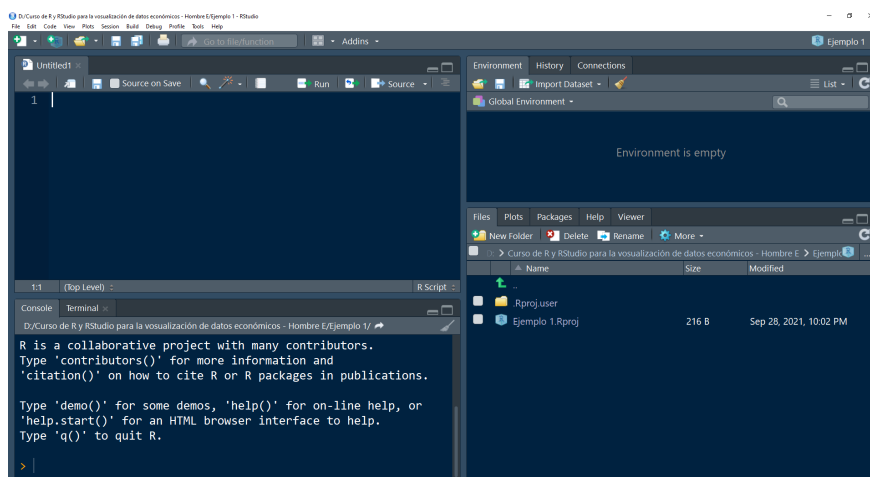 D:/Curso de R y RStudio para la vosualización de datos económicos - Hombre E/Ejemplo 1 - RStudio
File Edit Code View Plots Session Build Debug Profile Tools Help
Go to file/function Addins Ejemplo 1
Untitled1
Source on Save Run Source
1
1:1 (Top Level) R Script
Console Terminal
D:/Curso de R y RStudio para la vosualización de datos económicos - Hombre E/Ejemplo 1/
R is a collaborative project with many contributors.
Type 'contributors()' for more information and
'citation()' on how to cite R or R packages in publications.
Type 'demo()' for some demos, 'help()' for on-line help, or
'help.start()' for an HTML browser interface to help.
Type 'q()' to quit R.
>
Environment History Connections
Import Dataset List
Global Environment
Environment is empty
Files Plots Packages Help Viewer
New Folder Delete Rename More
D: > Curso de R y RStudio para la vosualización de datos económicos - Hombre E > Ejemplo ...
Name Size Modified
..
.Rproj.user
Ejemplo 1.Rproj 216 B Sep 28, 2021, 10:02 PM